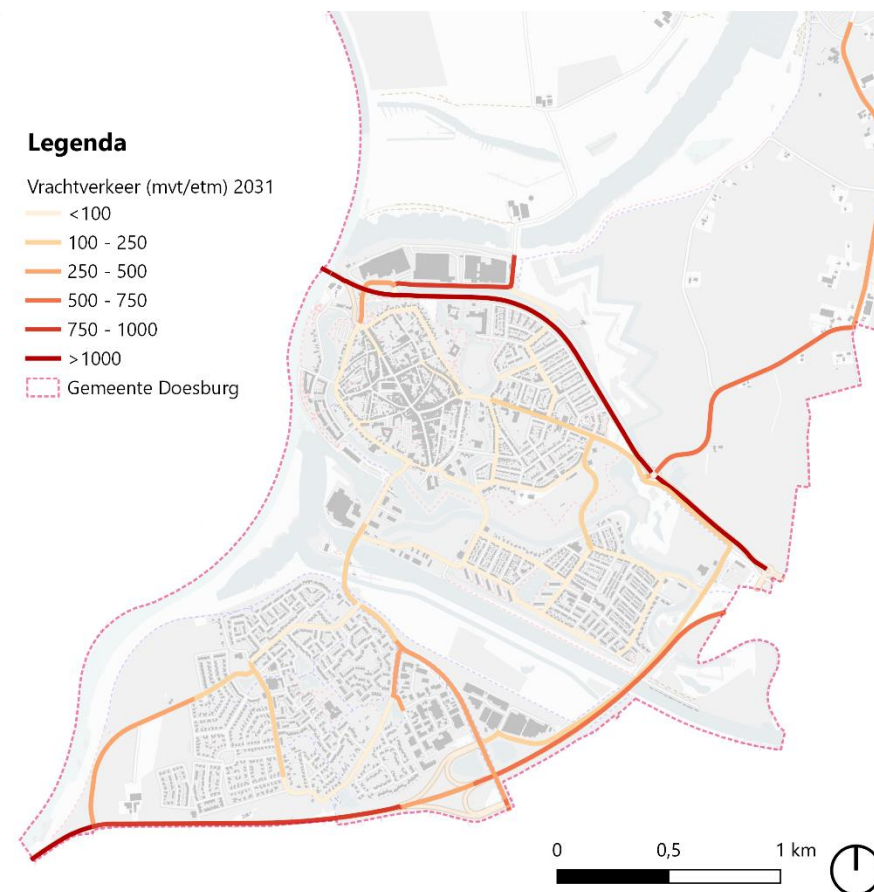 Legenda
Vrachtverkeer (mvt/etm) 2031
<100
100 - 250
250 - 500
500 - 750
750 - 1000
>1000
Gemeente Doesburg
0 0,5 1 km